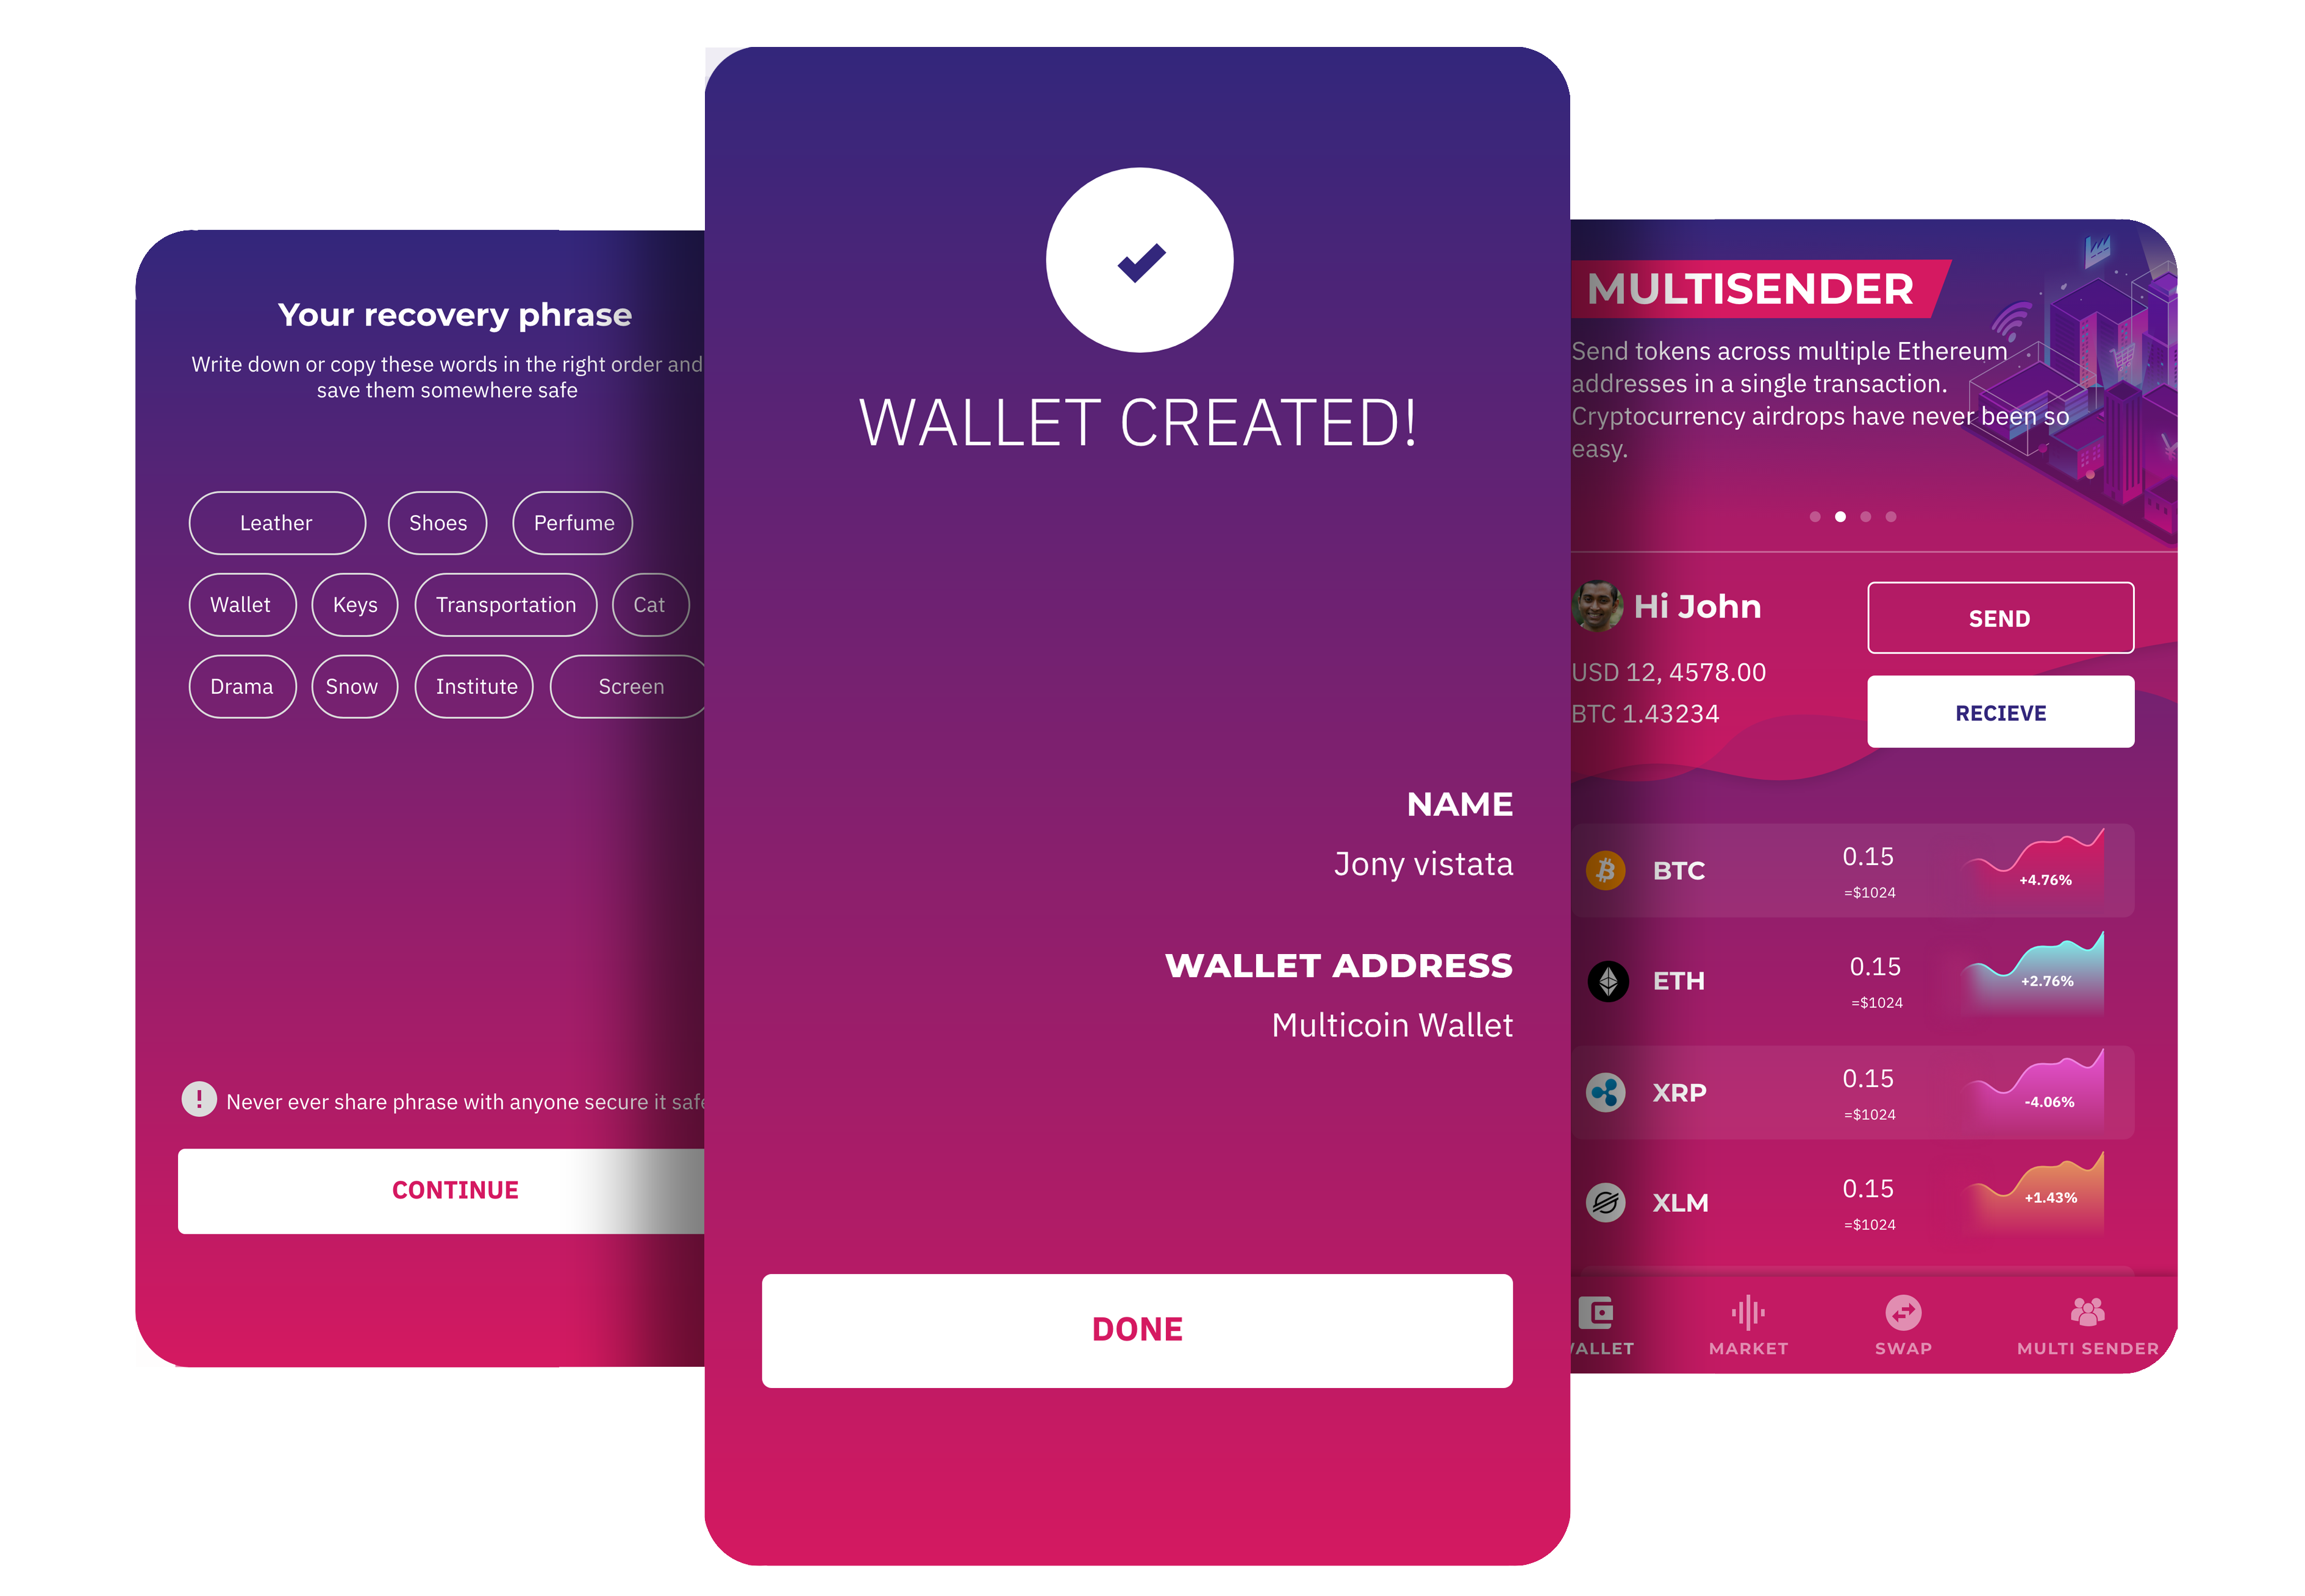 Your recovery phrase
Write down or copy these words in the right order and
save them somewhere safe
Leather Shoes Perfume
Wallet Keys Transportation Cat
Drama Snow Institute Screen
Never ever share phrase with anyone secure it safe
CONTINUE
WALLET CREATED!
NAME
Jony vistata
WALLET ADDRESS
Multicoin Wallet
DONE
MULTISENDER
Send tokens across multiple Ethereum
addresses in a single transaction.
Cryptocurrency airdrops have never been so
easy.
Hi John
SEND
USD 12, 4578.00
BTC 1.43234
RECIEVE
BTC 0.15 +4.76%
=$1024
ETH 0.15 +2.76%
=$1024
XRP 0.15 -4.06%
=$1024
XLM 0.15 +1.43%
=$1024
WALLET MARKET SWAP MULTI SENDER